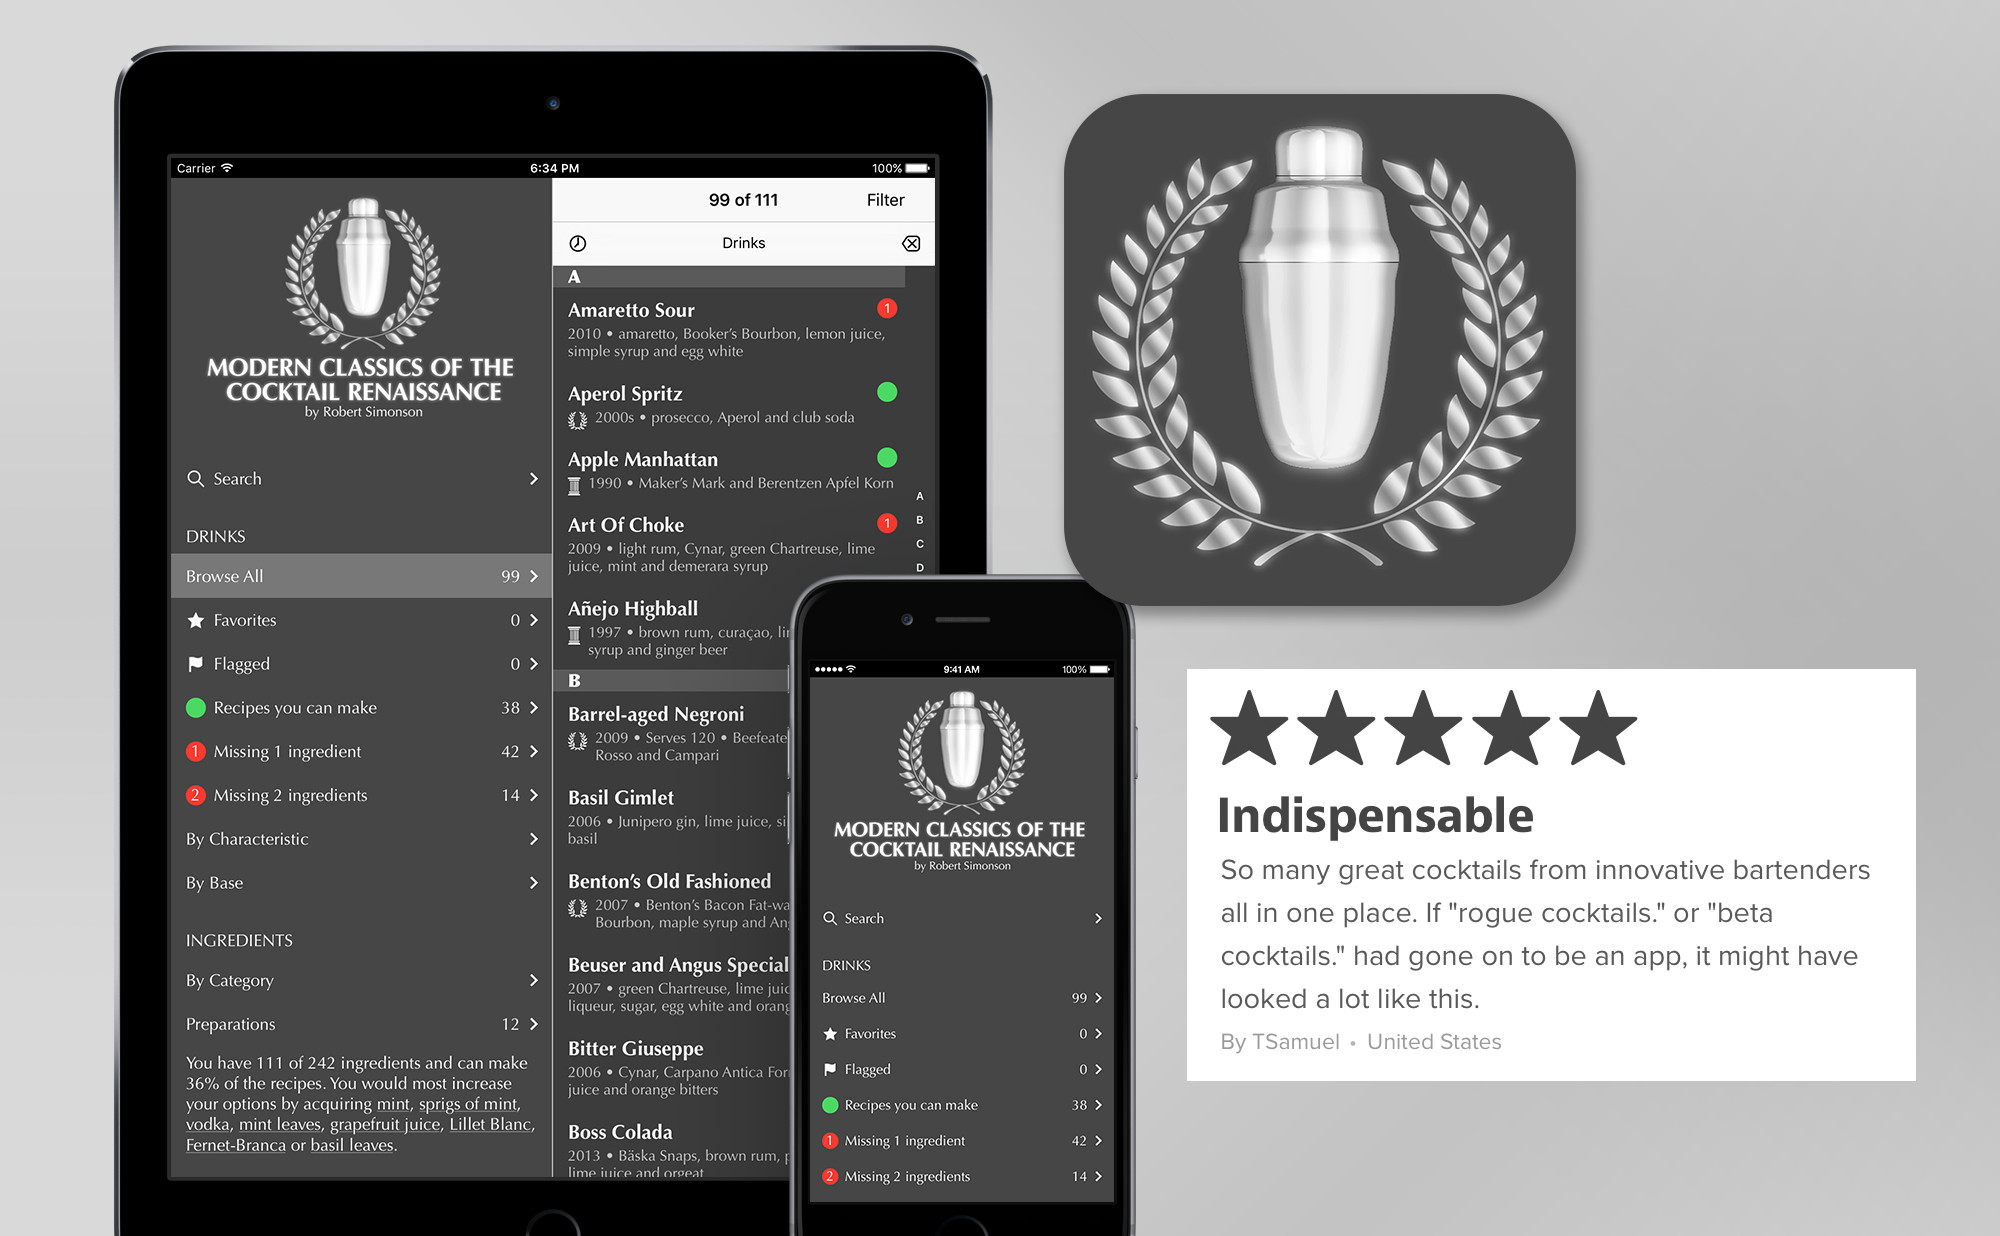 Carrier
6:34 PM
100%
MODERN CLASSICS OF THE
COCKTAIL RENAISSANCE
by Robert Simonson
Search
DRINKS
Browse All 99
Favorites 0
Flagged 0
Recipes you can make 38
1 Missing 1 ingredient 42
2 Missing 2 ingredients 14
By Characteristic
By Base
INGREDIENTS
By Category
Preparations 12
You have 111 of 242 ingredients and can make
36% of the recipes. You would most increase
your options by acquiring mint, sprigs of mint,
vodka, mint leaves, grapefruit juice, Lillet Blanc,
Fernet-Branca or basil leaves.
99 of 111
Filter
Drinks
A
Amaretto Sour 1
2010 • amaretto, Booker's Bourbon, lemon juice,
simple syrup and egg white
Aperol Spritz
2000s • prosecco, Aperol and club soda
Apple Manhattan
1990 • Maker's Mark and Berentzen Apfel Korn
Art Of Choke 1
2009 • light rum, Cynar, green Chartreuse, lime
juice, mint and demerara syrup
Añejo Highball
1997 • brown rum, curaçao, li
syrup and ginger beer
B
Barrel-aged Negroni
2009 • Serves 120 • Beefeate
Rosso and Campari
Basil Gimlet
2006 • Junipero gin, lime juice, si
basil
Benton's Old Fashioned
2007 • Benton's Bacon Fat-wa
Bourbon, maple syrup and An
Beuser and Angus Special
2007 • green Chartreuse, lime juic
liqueur, sugar, egg white and orang
Bitter Giuseppe
2006 • Cynar, Carpano Antica For
juice and orange bitters
Boss Colada
2013 • Bäska Snaps, brown rum, p
lime juice and orgeat
A
B
C
D
9:41 AM
100%
MODERN CLASSICS OF THE
COCKTAIL RENAISSANCE
by Robert Simonson
Search
DRINKS
Browse All 99
Favorites 0
Flagged 0
Recipes you can make 38
1 Missing 1 ingredient 42
2 Missing 2 ingredients 14
Indispensable
So many great cocktails from innovative bartenders
all in one place. If "rogue cocktails." or "beta
cocktails." had gone on to be an app, it might have
looked a lot like this.
By TSamuel • United States